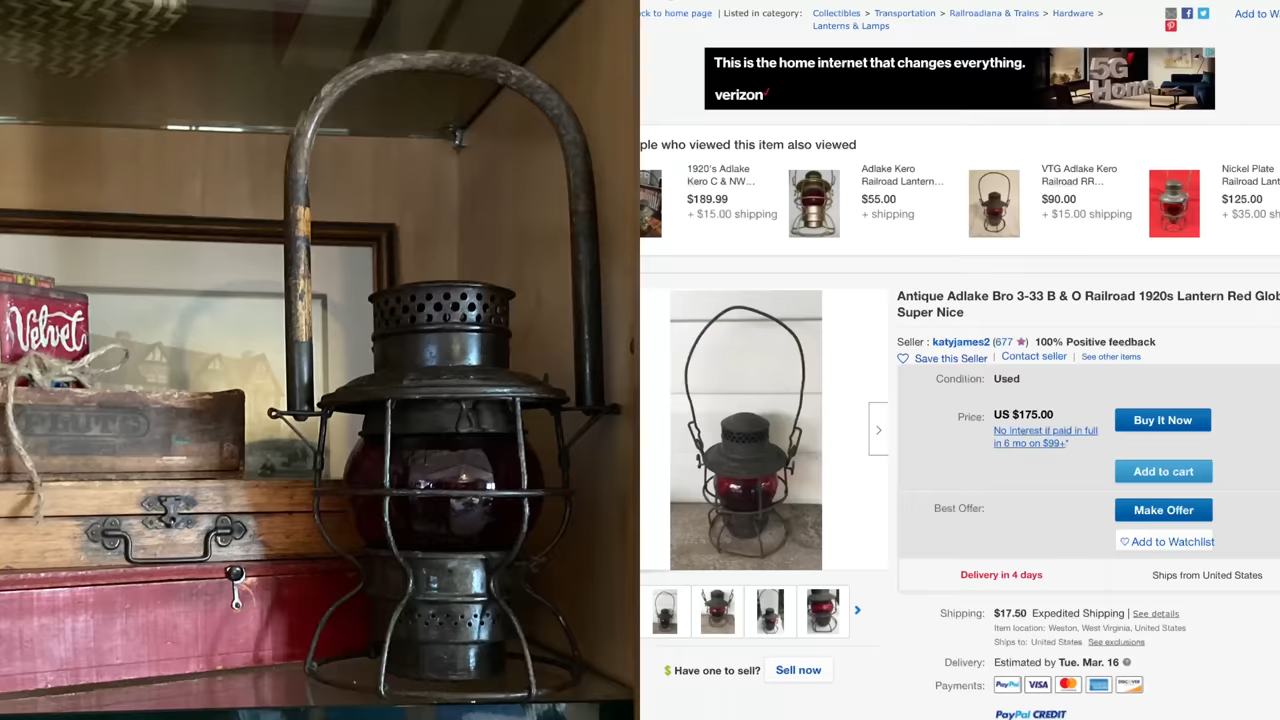 Velvet
PLUTO
ck to home page | Listed in category: Collectibles > Transportation > Railroadiana & Trains > Hardware >
Lanterns & Lamps
Add to W
This is the home internet that changes everything.
verizon
5G
Home
ple who viewed this item also viewed
1920's Adlake
Kero C & NW...
$189.99
+ $15.00 shipping
Adlake Kero
Railroad Lantern...
$55.00
+ shipping
VTG Adlake Kero
Railroad RR...
$90.00
+ $15.00 shipping
Nickel Plate
Railroad Lant
$125.00
+ $35.00 sh
Antique Adlake Bro 3-33 B & O Railroad 1920s Lantern Red Glob
Super Nice
Seller : katyjames2 (677 ) 100% Positive feedback
Save this Seller | Contact seller | See other items
Condition: Used
Price: US $175.00
No interest if paid in full
in 6 mo on $99+*
Buy It Now
Add to cart
Best Offer:
Make Offer
Add to Watchlist
Delivery in 4 days
Ships from United States
Shipping: $17.50 Expedited Shipping | See details
Item location: Weston, West Virginia, United States
Ships to: United States See exclusions
Delivery: Estimated by Tue. Mar. 16
Payments: PayPal VISA DISCOVER
PayPal CREDIT
$ Have one to sell? Sell now